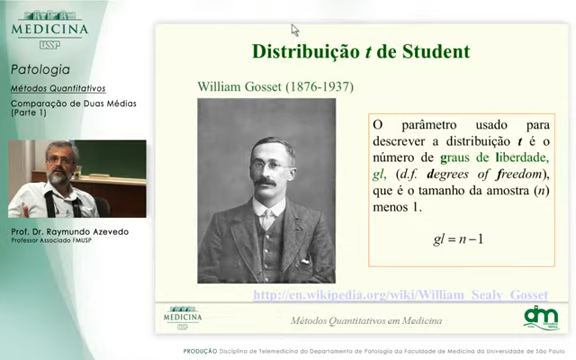 MEDICINA
USP
Patologia
Métodos Quantitativos
Comparação de Duas Médias
(Parte 1)
Prof. Dr. Raymundo Azevedo
Professor Associado FMUSP
Distribuição t de Student
William Gosset (1876-1937)
O parâmetro usado para
descrever a distribuição t é o
número de graus de liberdade,
gl, (d.f. degrees of freedom),
que é o tamanho da amostra (n)
menos 1.
gl = n – 1
http://en.wikipedia.org/wiki/William_Sealy_Gosset
MEDICINA
USP
Métodos Quantitativos em Medicina
dim
PRODUÇÃO Disciplina de Telemedicina do Departamento de Patologia da Faculdade de Medicina da Universidade de São Paulo